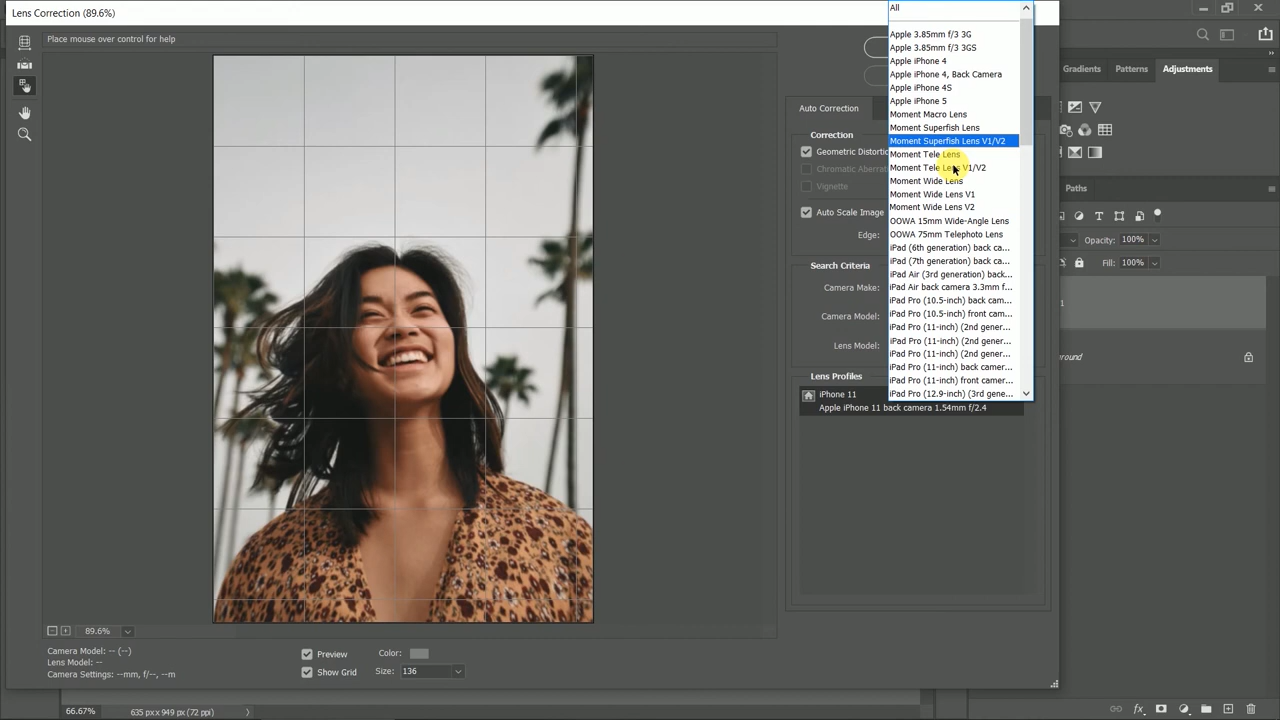 Lens Correction (89.6%)
Place mouse over control for help
All
Apple 3.85mm f/3 3G
Apple 3.85mm f/3 3GS
Apple iPhone 4
Apple iPhone 4, Back Camera
Apple iPhone 4S
Apple iPhone 5
Moment Macro Lens
Moment Superfish Lens
Moment Superfish Lens V1/V2
Moment Tele Lens
Moment Tele Lens V1/V2
Moment Wide Lens
Moment Wide Lens V1
Moment Wide Lens V2
OOWA 15mm Wide-Angle Lens
OOWA 75mm Telephoto Lens
iPad (6th generation) back ca...
iPad (7th generation) back ca...
iPad Air (3rd generation) back...
iPad Air back camera 3.3mm f...
iPad Pro (10.5-inch) back cam...
iPad Pro (10.5-inch) front cam...
iPad Pro (11-inch) (2nd gener...
iPad Pro (11-inch) (2nd gener...
iPad Pro (11-inch) (2nd gener...
iPad Pro (11-inch) back camer...
iPad Pro (11-inch) front camer...
iPad Pro (12.9-inch) (3rd gene...
Auto Correction
Correction
Geometric Distortio
Chromatic Aberra
Vignette
Auto Scale Image
Edge:
Search Criteria
Camera Make:
Camera Model:
Lens Model:
Lens Profiles
iPhone 11
Apple iPhone 11 back camera 1.54mm f/2.4
Gradients
Patterns
Adjustments
Paths
Opacity: 100%
Fill: 100%
1
ground
89.6%
Camera Model: -- (--)
Lens Model: --
Camera Settings: --mm, f/--, --m
Preview
Show Grid
Color:
Size: 136
66.67%
635 px x 949 px (72 ppi)
fx